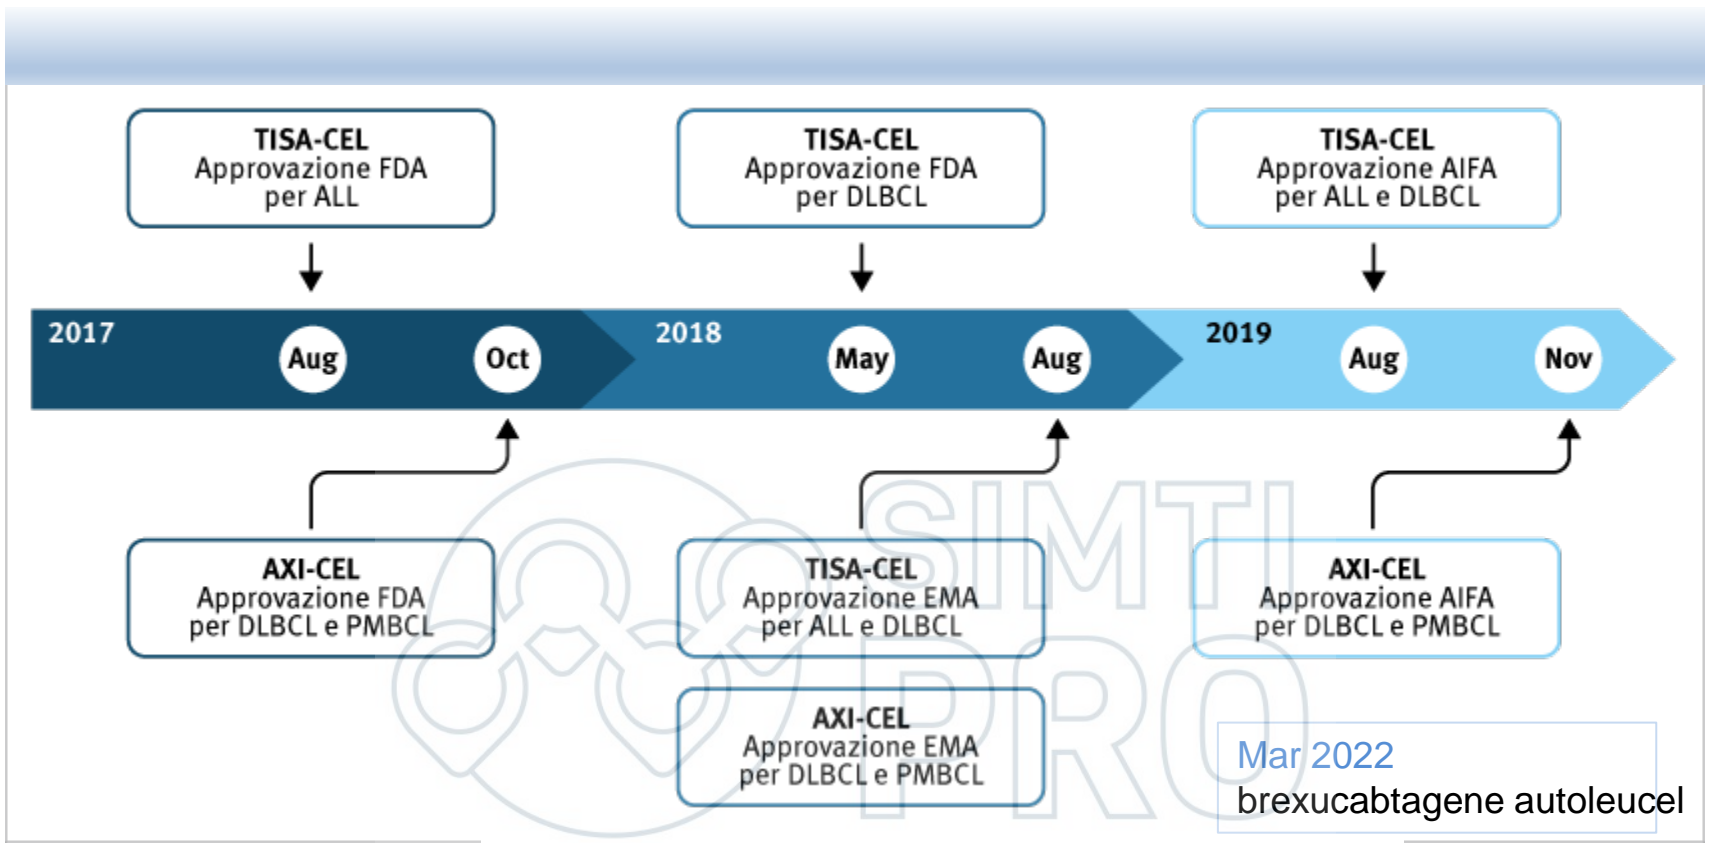 TISA-CEL
Approvazione FDA
per ALL
TISA-CEL
Approvazione FDA
per DLBCL
TISA-CEL
Approvazione AIFA
per ALL e DLBCL
2017
Aug
Oct
2018
May
Aug
2019
Aug
Nov
AXI-CEL
Approvazione FDA
per DLBCL e PMBCL
TISA-CEL
Approvazione EMA
per ALL e DLBCL
AXI-CEL
Approvazione AIFA
per DLBCL e PMBCL
AXI-CEL
Approvazione EMA
per DLBCL e PMBCL
SIMTI
PRO
Mar 2022
brexucabtagene autoleucel